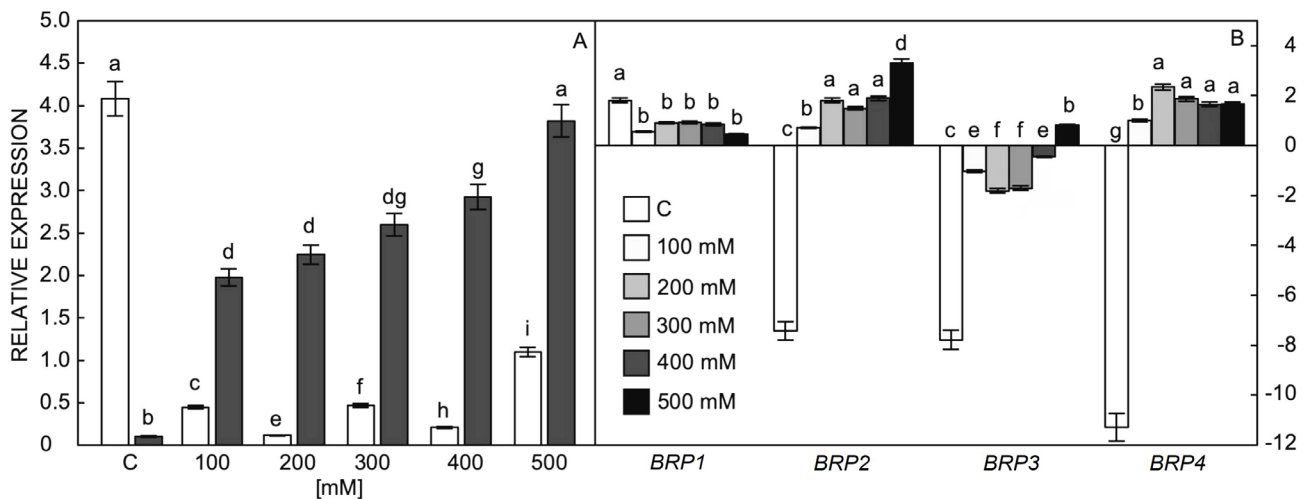 RELATIVE EXPRESSION
5.0
4.5
4.0
3.5
3.0
2.5
2.0
1.5
1.0
0.5
0
A
a
b
c
d
e
d
f
dg
h
g
i
a
C 100 200 300 400 500
[mM]
B
a b b b b b
c b a a a d
c e f f e b
g b a a a a
C
100 mM
200 mM
300 mM
400 mM
500 mM
BRP1 BRP2 BRP3 BRP4
4
2
0
-2
-4
-6
-8
-10
-12